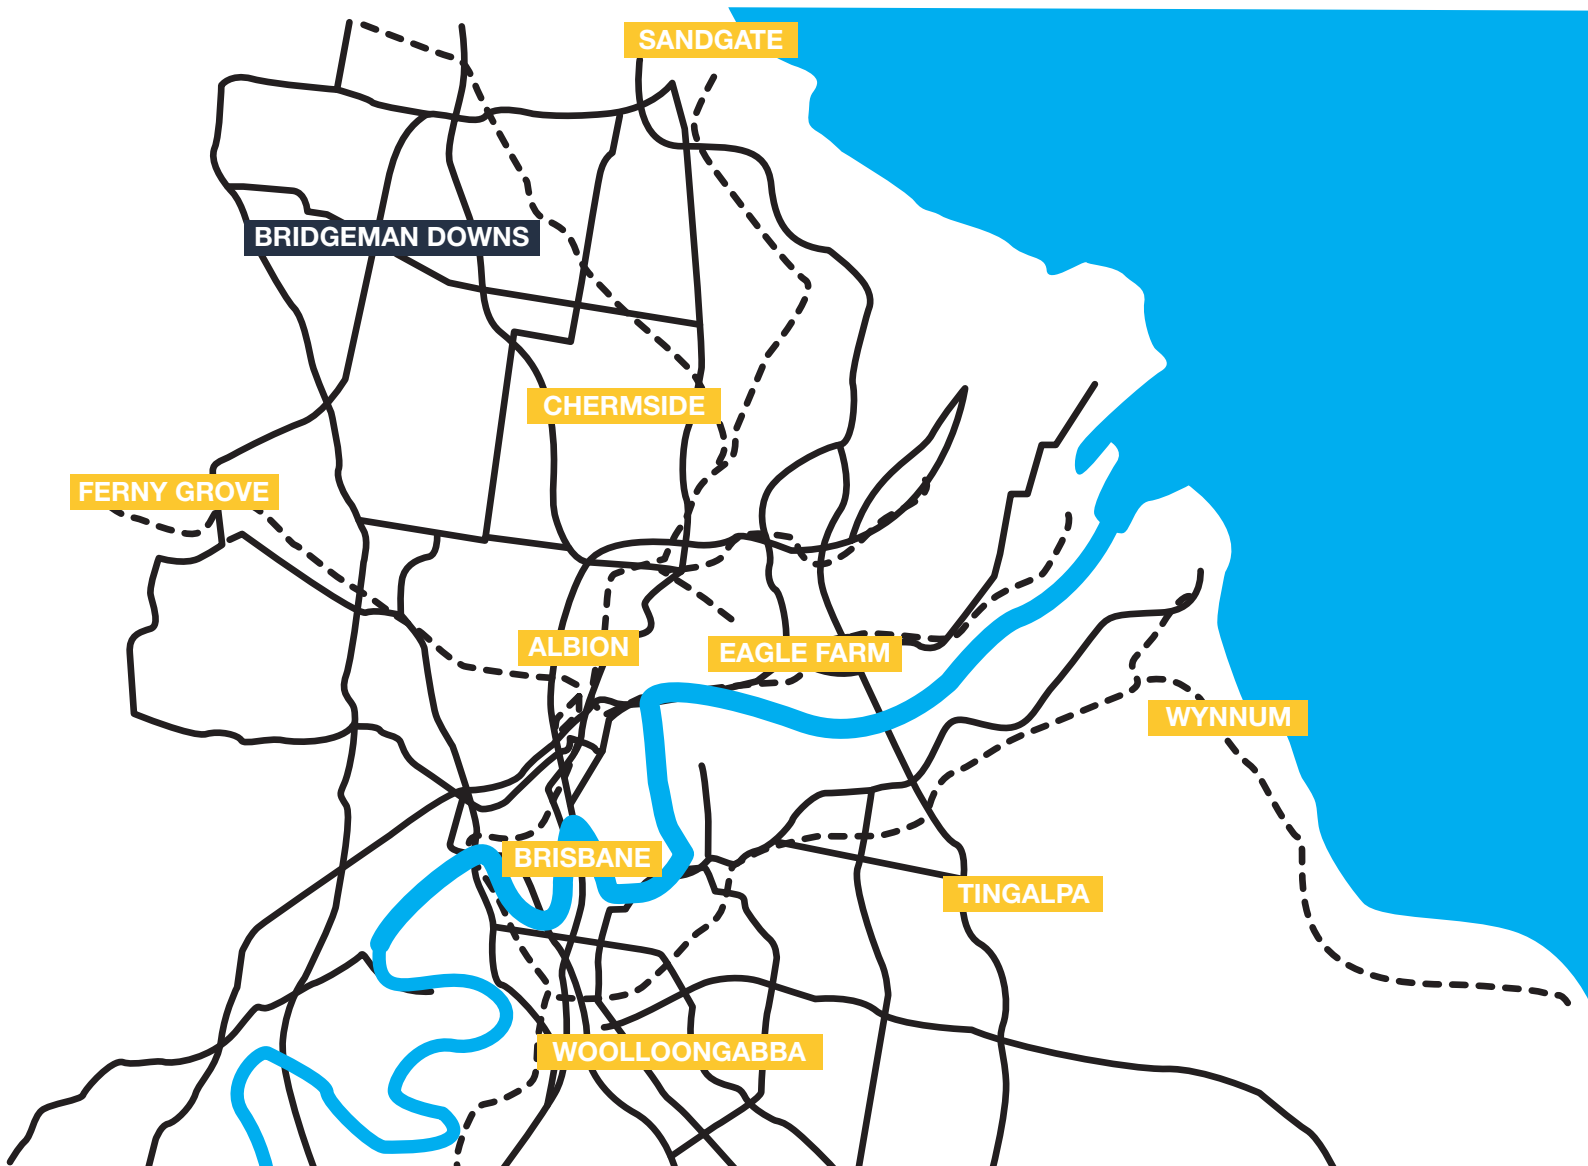 SANDGATE
BRIDGEMAN DOWNS
CHERMSIDE
FERNY GROVE
ALBION
EAGLE FARM
WYNNUM
BRISBANE
TINGALPA
WOOLLOONGABBA